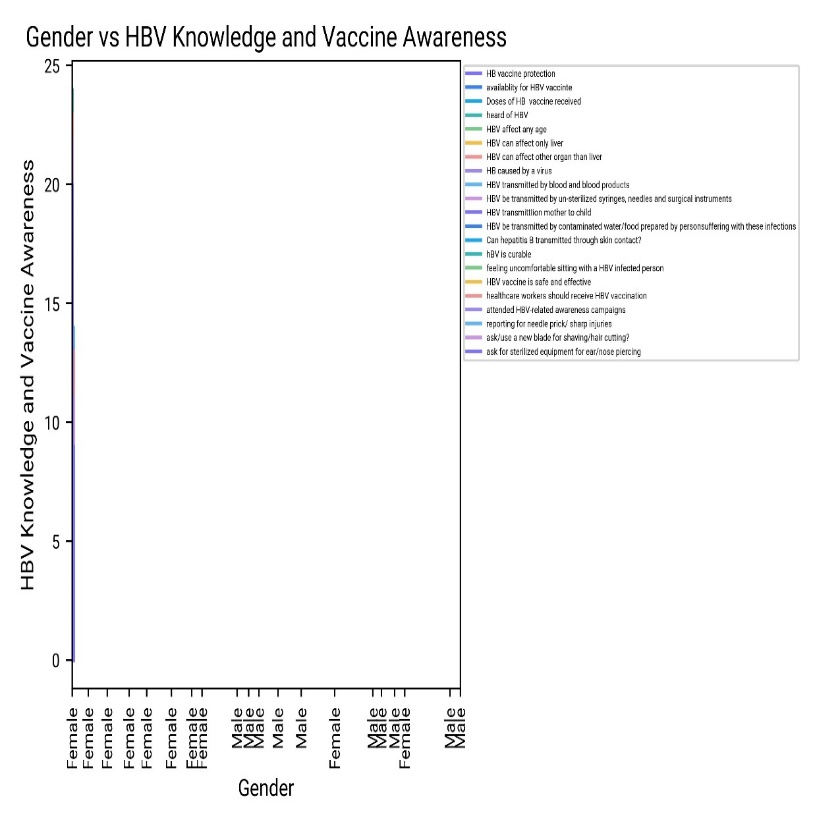 Gender vs HBV Knowledge and Vaccine Awareness
25
20
15
10
5
0
HBV Knowledge and Vaccine Awareness
HB vaccine protection
availablity for HBV vaccinte
Doses of HB vaccine received
heard of HBV
HBV affect any age
HBV can affect only liver
HBV can affect other organ than liver
HB caused by a virus
HBV transmitted by blood and blood products
HBV be transmitted by un-sterilized syringes, needles and surgical instruments
HBV transmittlion mother to child
HBV be transmitted by contaminated water/food prepared by personsuffering with these infections
Can hepatitis B transmitted through skin contact?
hBV is curable
feeling uncomfortable sitting with a HBV infected person
HBV vaccine is safe and effective
healthcare workers should receive HBV vaccination
attended HBV-related awareness campaigns
reporting for needle prick/ sharp injuries
ask/use a new blade for shaving/hair cutting?
ask for sterilized equipment for ear/nose piercing
Female
Female
Female
Female
Female
Female
Female
Female
Male
Male
Male
Male
Male
Female
Male
Male
Male
Female
Male
Male
Gender